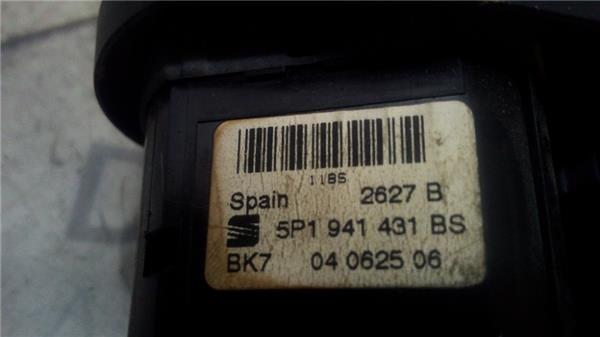 1185
Spain 2627 B
5P1 941 431 BS
BK7 04 0625 06